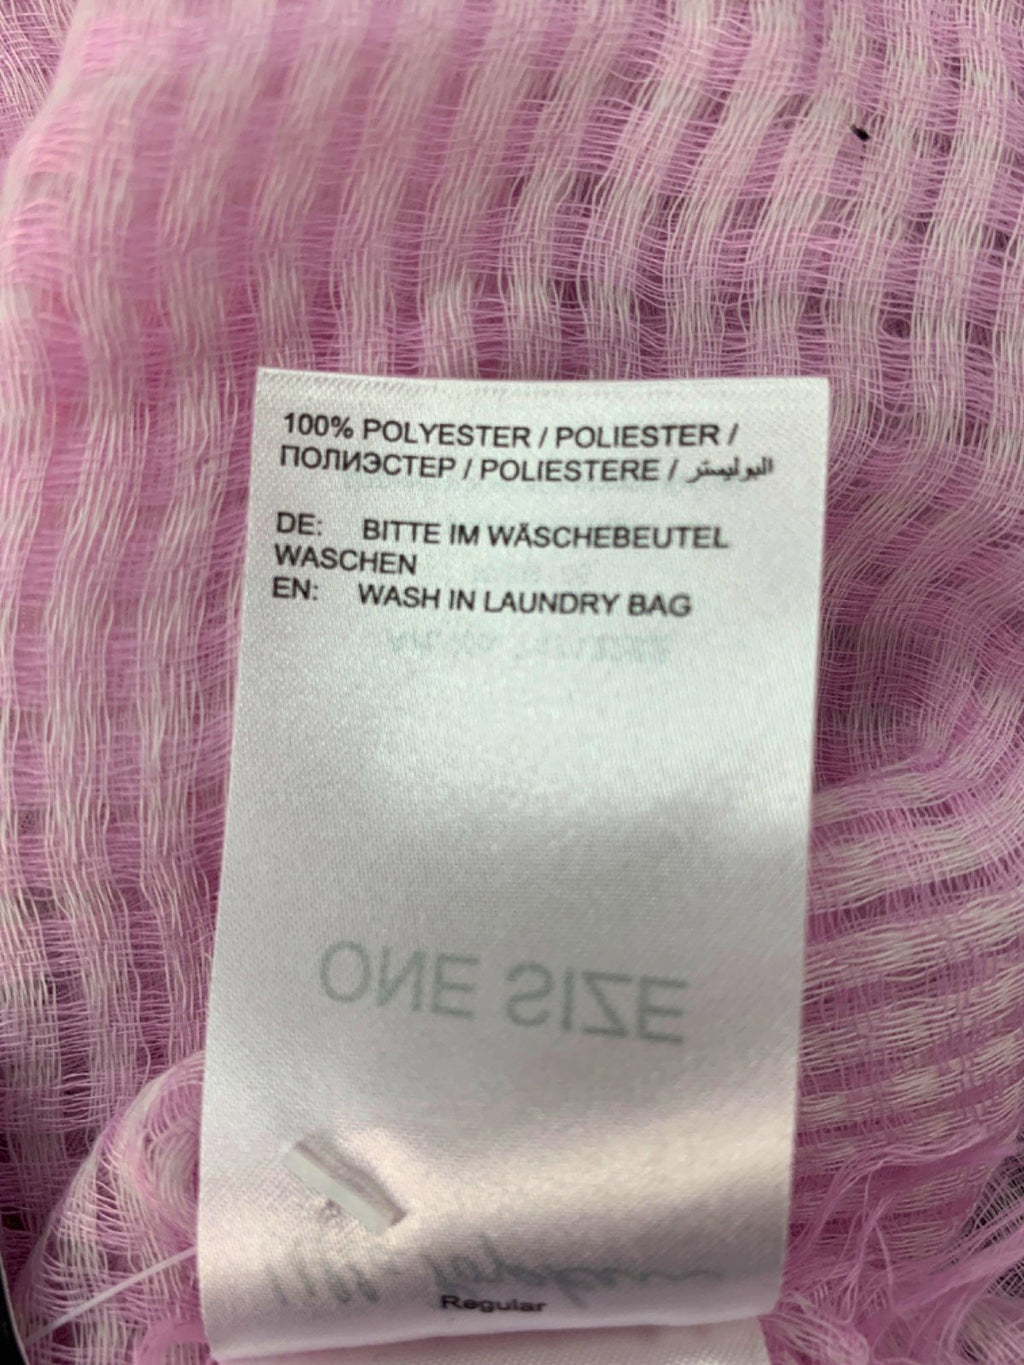 100% POLYESTER / POLIESTER /
ПОЛИЭСТЕР / POLIESTERE / البوليستر
DE: BITTE IM WÄSCHEBEUTEL
WASCHEN
EN: WASH IN LAUNDRY BAG
ONE SIZE
Regular